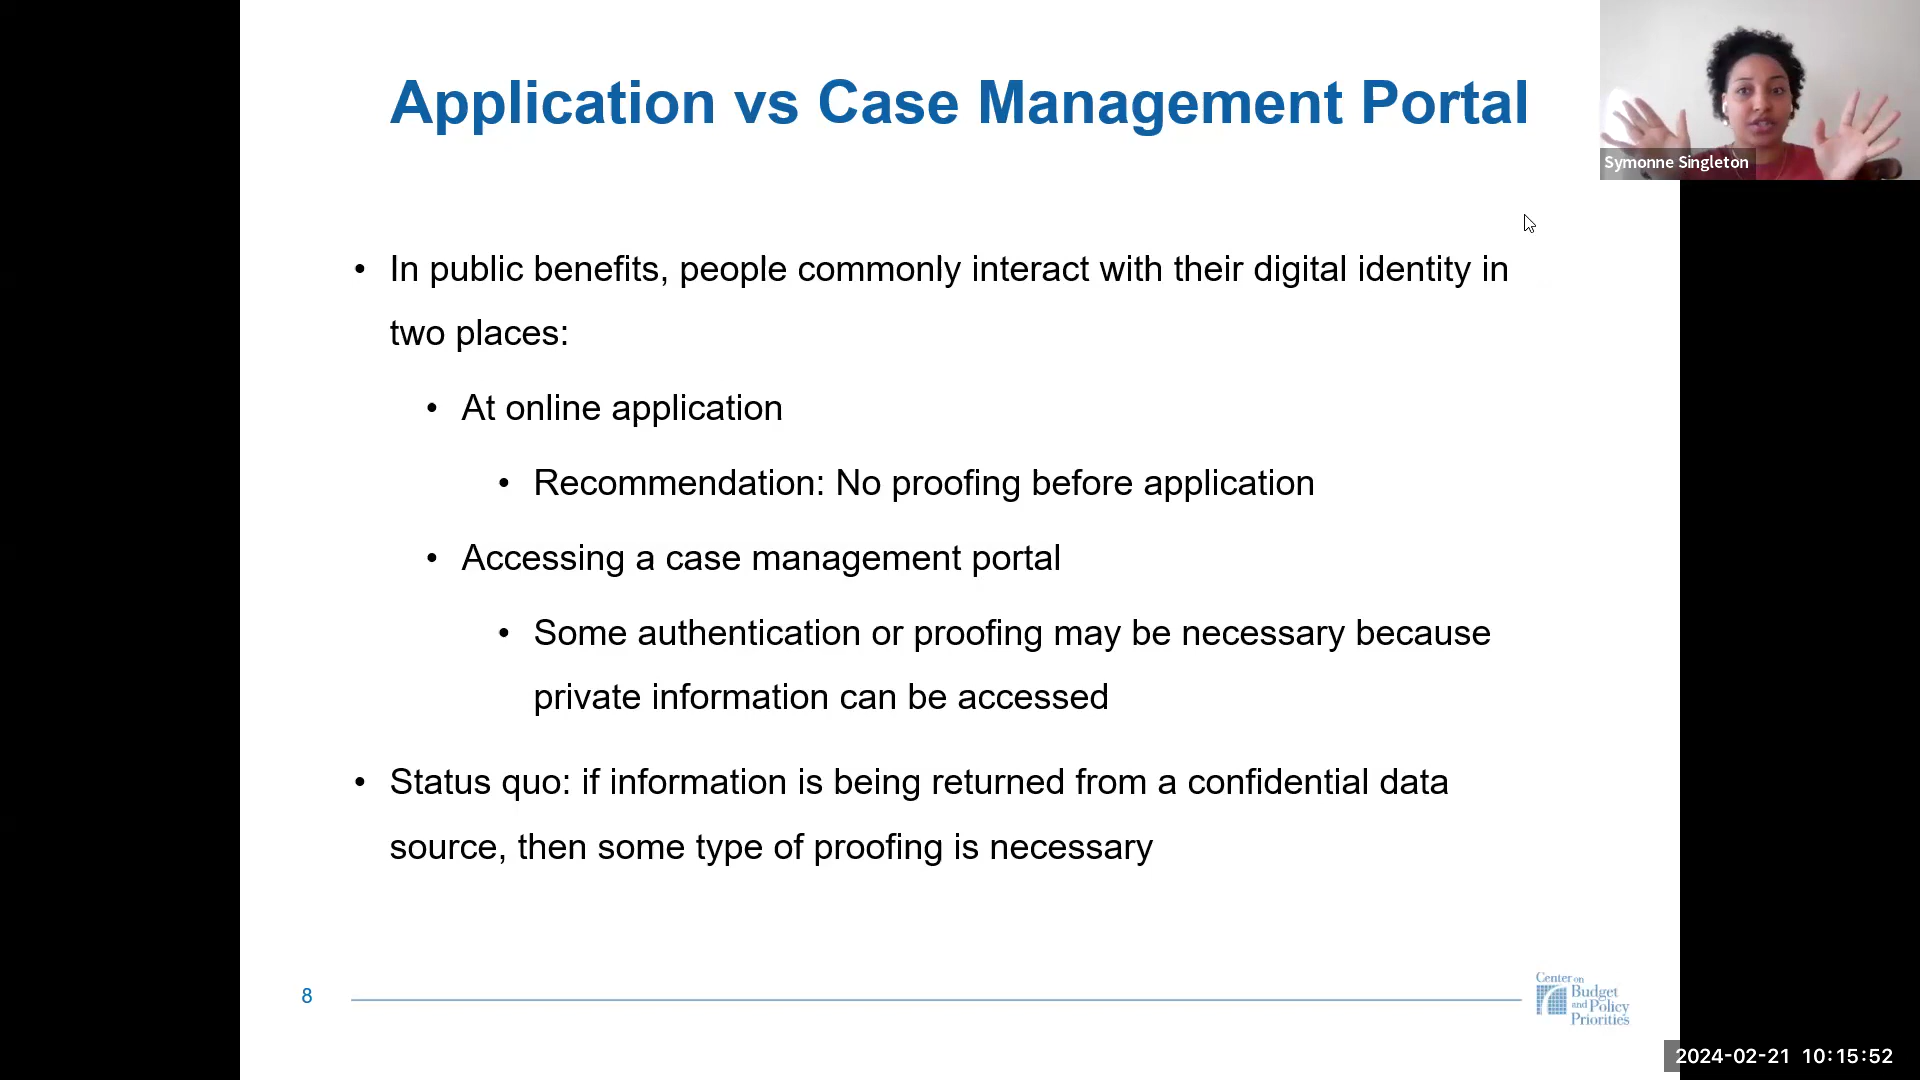 Application vs Case Management Portal
Symonne Singleton
• In public benefits, people commonly interact with their digital identity in
two places:
• At online application
• Recommendation: No proofing before application
• Accessing a case management portal
• Some authentication or proofing may be necessary because
private information can be accessed
• Status quo: if information is being returned from a confidential data
source, then some type of proofing is necessary
8
Center on
Budget
and Policy
Priorities
2024-02-21 10:15:52